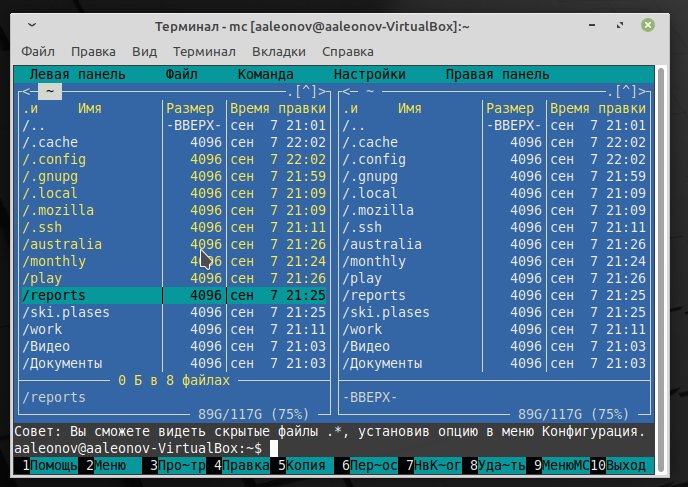 Терминал - mc [aaleonov@aaleonov-VirtualBox]:~
Файл Правка Вид Терминал Вкладки Справка
Левая панель Файл Команда Настройки Правая панель
<─ ~ ─.[^]> <─ ~ ─.[^]>
.и Имя Размер Время правки .и Имя Размер Время правки
/.. -ВВЕРХ- сен 7 21:01 /.. -ВВЕРХ- сен 7 21:01
/.cache 4096 сен 7 22:02 /.cache 4096 сен 7 22:02
/.config 4096 сен 7 22:02 /.config 4096 сен 7 22:02
/.gnupg 4096 сен 7 21:59 /.gnupg 4096 сен 7 21:59
/.local 4096 сен 7 21:09 /.local 4096 сен 7 21:09
/.mozilla 4096 сен 7 21:09 /.mozilla 4096 сен 7 21:09
/.ssh 4096 сен 7 21:11 /.ssh 4096 сен 7 21:11
/australia 4096 сен 7 21:26 /australia 4096 сен 7 21:26
/monthly 4096 сен 7 21:24 /monthly 4096 сен 7 21:24
/play 4096 сен 7 21:26 /play 4096 сен 7 21:26
/reports 4096 сен 7 21:25 /reports 4096 сен 7 21:25
/ski.plases 4096 сен 7 21:25 /ski.plases 4096 сен 7 21:25
/work 4096 сен 7 21:11 /work 4096 сен 7 21:11
/Видео 4096 сен 7 21:03 /Видео 4096 сен 7 21:03
/Документы 4096 сен 7 21:03 /Документы 4096 сен 7 21:03
0 Б в 8 файлах
/reports -ВВЕРХ-
89G/117G (75%) 89G/117G (75%)
Совет: Вы сможете видеть скрытые файлы .*, установив опцию в меню Конфигурация.
aaleonov@aaleonov-VirtualBox:~$
1Помощь 2Меню 3Про~тр 4Правка 5Копия 6Пер~ос 7НвК~ог 8Уда~ть 9МенюMC 10Выход